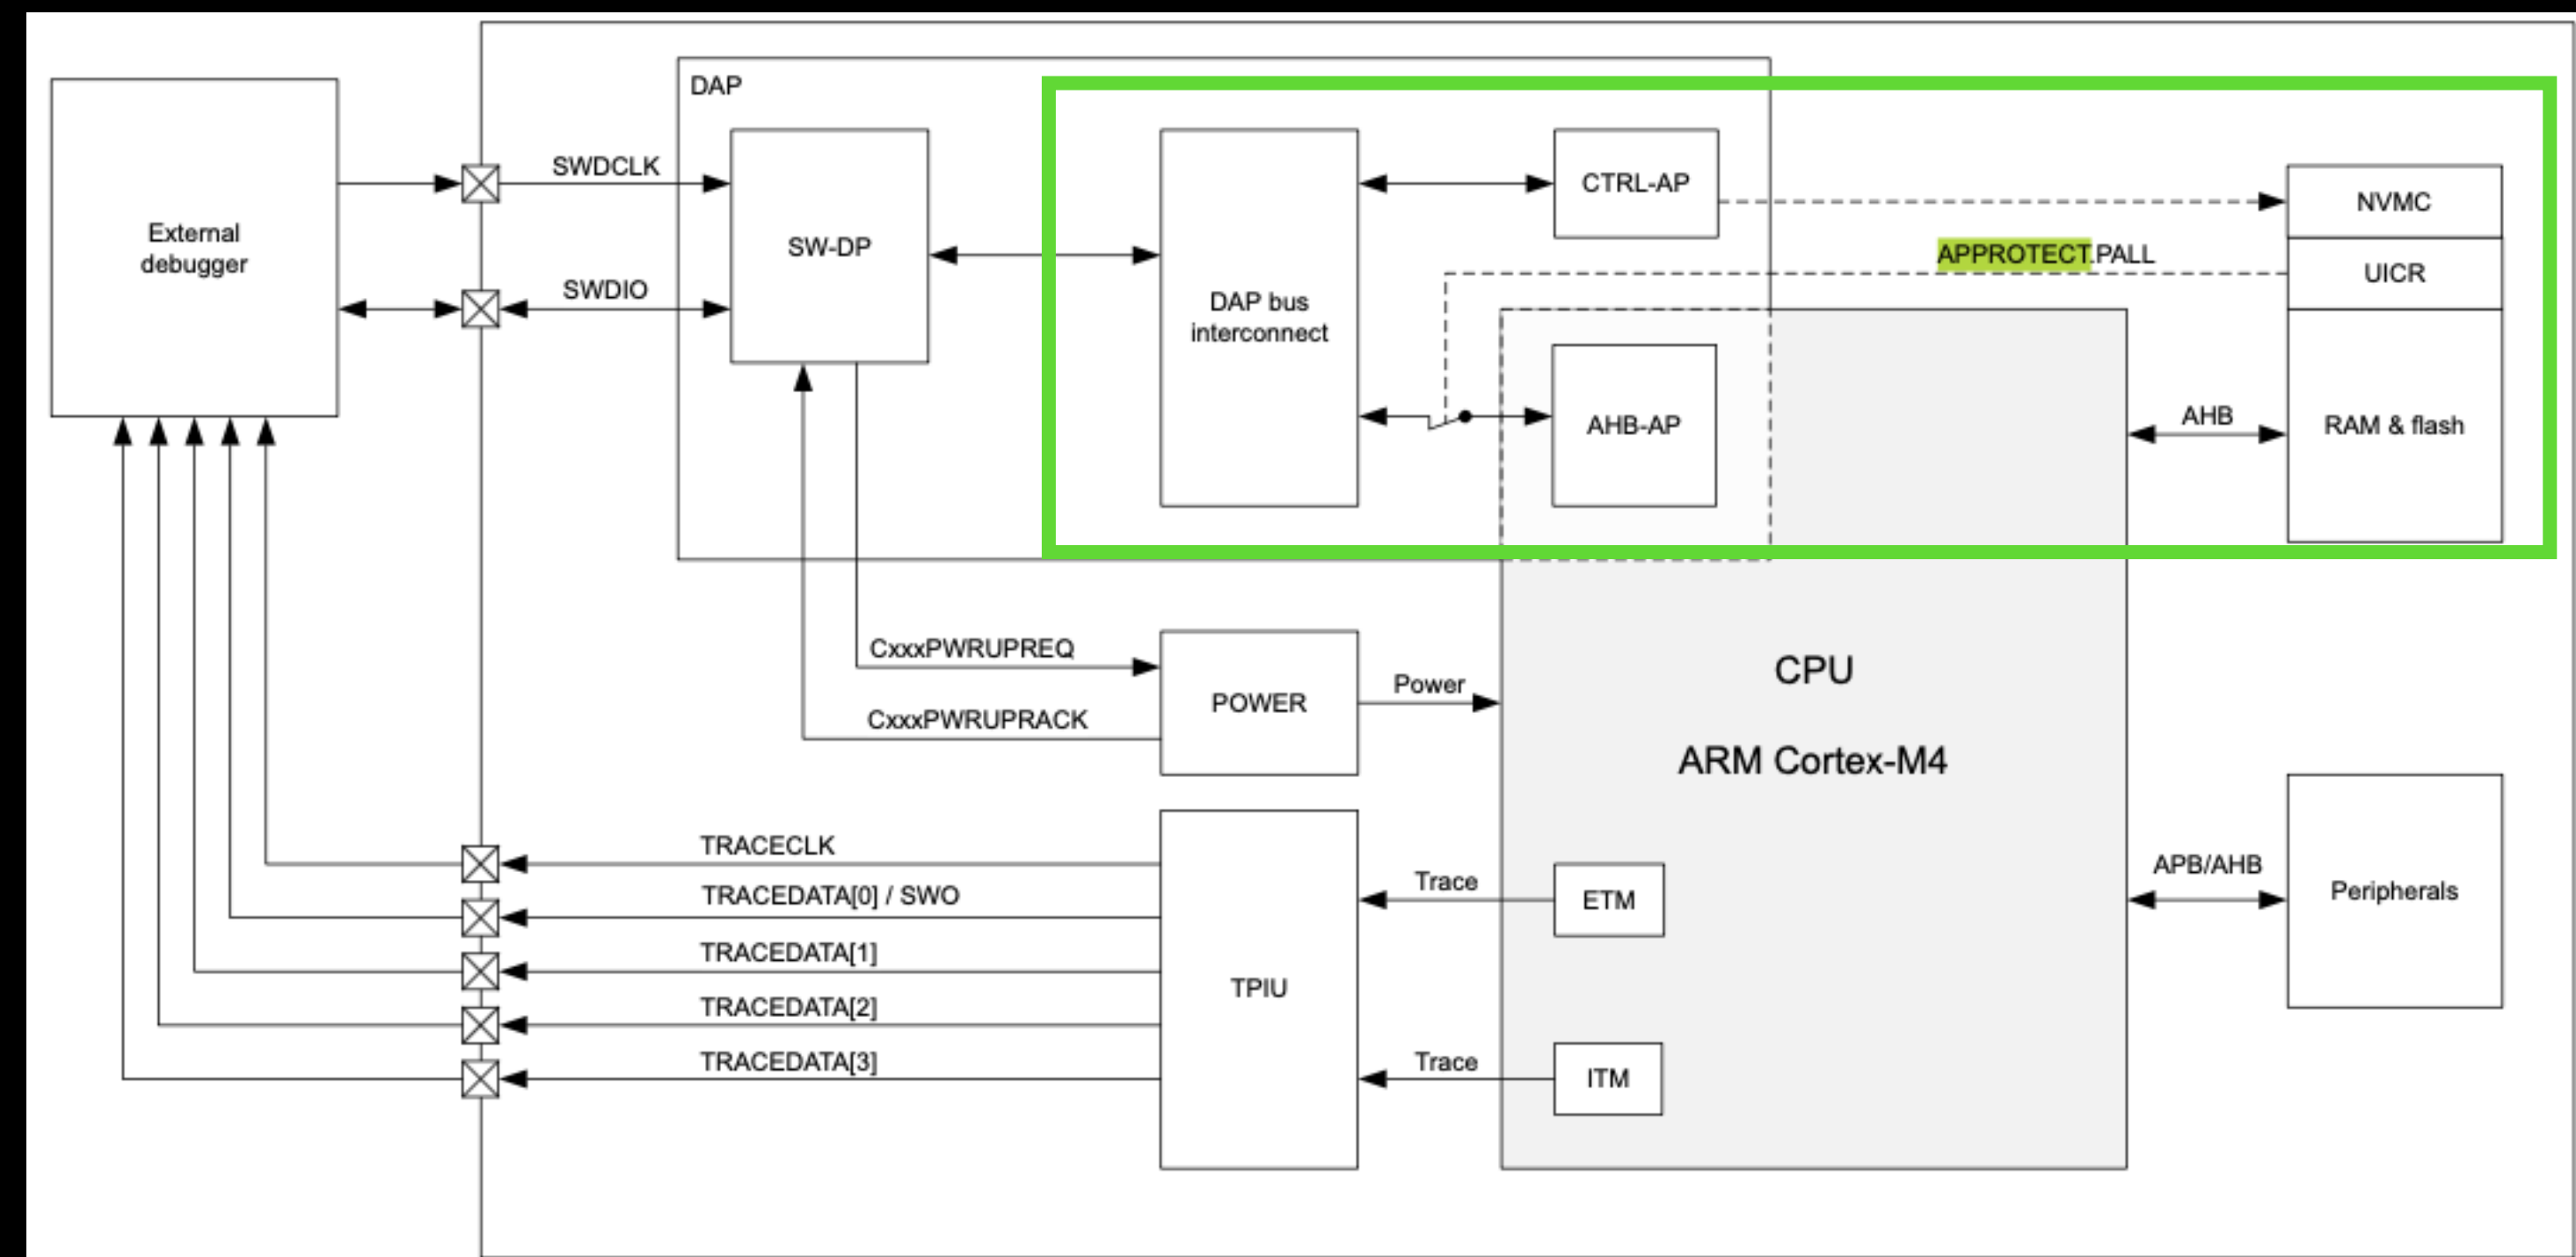 DAP
External
debugger
SWDCLK
SWDIO
SW-DP
DAP bus
interconnect
CTRL-AP
NVMC
APPROTECT.PALL
UICR
AHB-AP
AHB
RAM & flash
CxxxPWRUPREQ
CxxxPWRUPRACK
POWER
Power
CPU
ARM Cortex-M4
TRACECLK
TRACEDATA[0] / SWO
TRACEDATA[1]
TRACEDATA[2]
TRACEDATA[3]
TPIU
Trace
ETM
Trace
ITM
APB/AHB
Peripherals